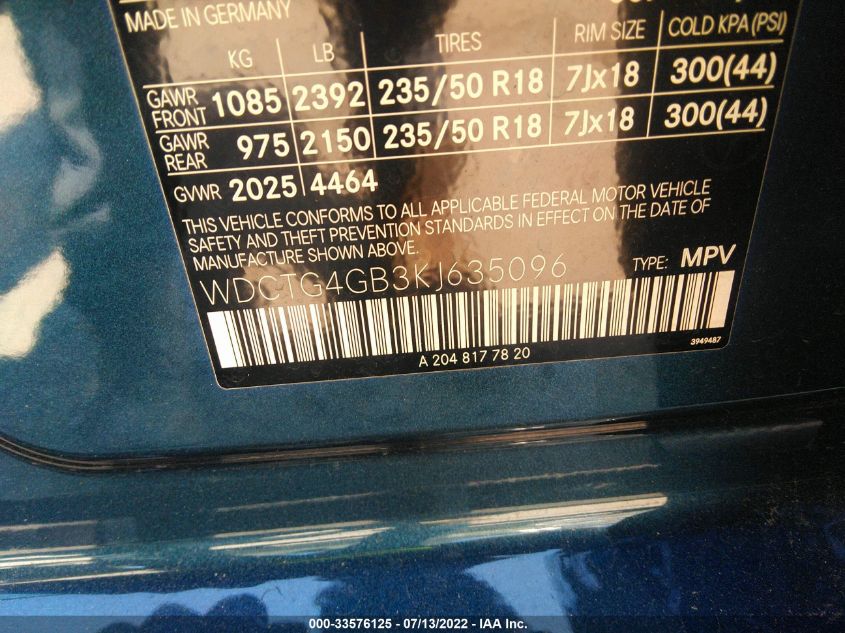 MADE IN GERMANY
KG LB TIRES RIM SIZE COLD KPA (PSI)
GAWR FRONT 1085 2392 235/50 R18 7Jx18 300(44)
GAWR REAR 975 2150 235/50 R18 7Jx18 300(44)
GVWR 2025 4464
THIS VEHICLE CONFORMS TO ALL APPLICABLE FEDERAL MOTOR VEHICLE
SAFETY AND THEFT PREVENTION STANDARDS IN EFFECT ON THE DATE OF
MANUFACTURE SHOWN ABOVE.
WDCTG4GB3KJ635096 TYPE: MPV
A 204 817 78 20 3949487
000-33576125 - 07/13/2022 - IAA Inc.